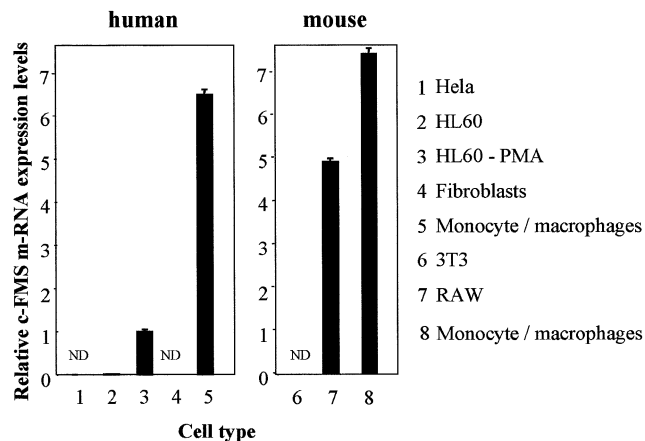 human
mouse
Relative c-FMS m-RNA expression levels
7
6
5
4
3
2
1
0
ND
ND
1 2 3 4 5
7
6
5
4
3
2
1
0
ND
6 7 8
Cell type
1 Hela
2 HL60
3 HL60 - PMA
4 Fibroblasts
5 Monocyte / macrophages
6 3T3
7 RAW
8 Monocyte / macrophages